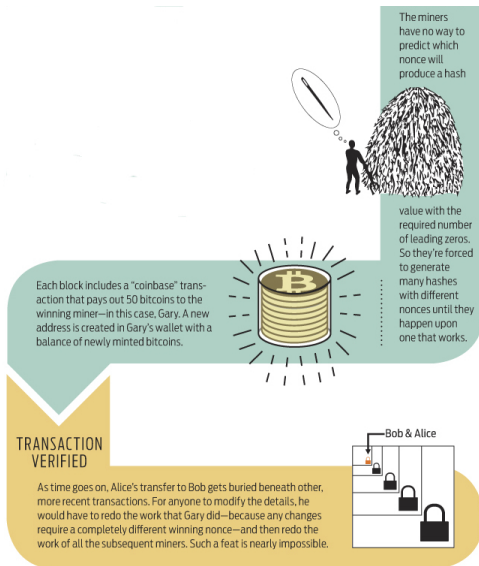 The miners
have no way to
predict which
nonce will
produce a hash
value with the
required number
of leading zeros.
So they're forced
to generate
many hashes
with different
nonces until they
happen upon
one that works.
Each block includes a "coinbase" trans-
action that pays out 50 bitcoins to the
winning miner—in this case, Gary. A new
address is created in Gary's wallet with a
balance of newly minted bitcoins.
TRANSACTION
VERIFIED
Bob & Alice
As time goes on, Alice's transfer to Bob gets buried beneath other,
more recent transactions. For anyone to modify the details, he
would have to redo the work that Gary did—because any changes
require a completely different winning nonce—and then redo the
work of all the subsequent miners. Such a feat is nearly impossible.